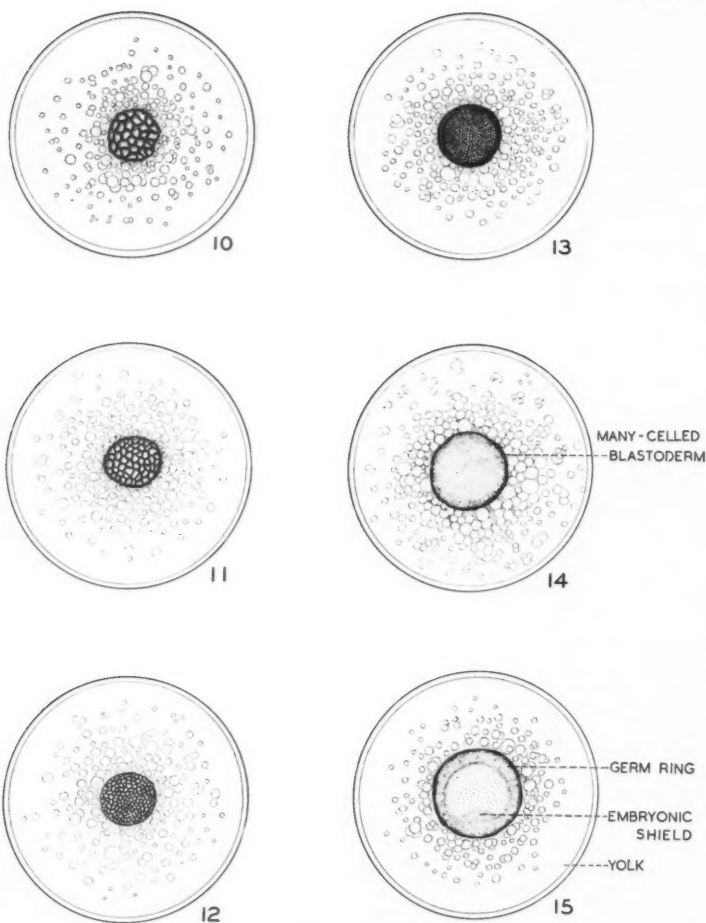 10
13
11
MANY-CELLED
BLASTODERM
14
12
GERM RING
EMBRYONIC
SHIELD
YOLK
15